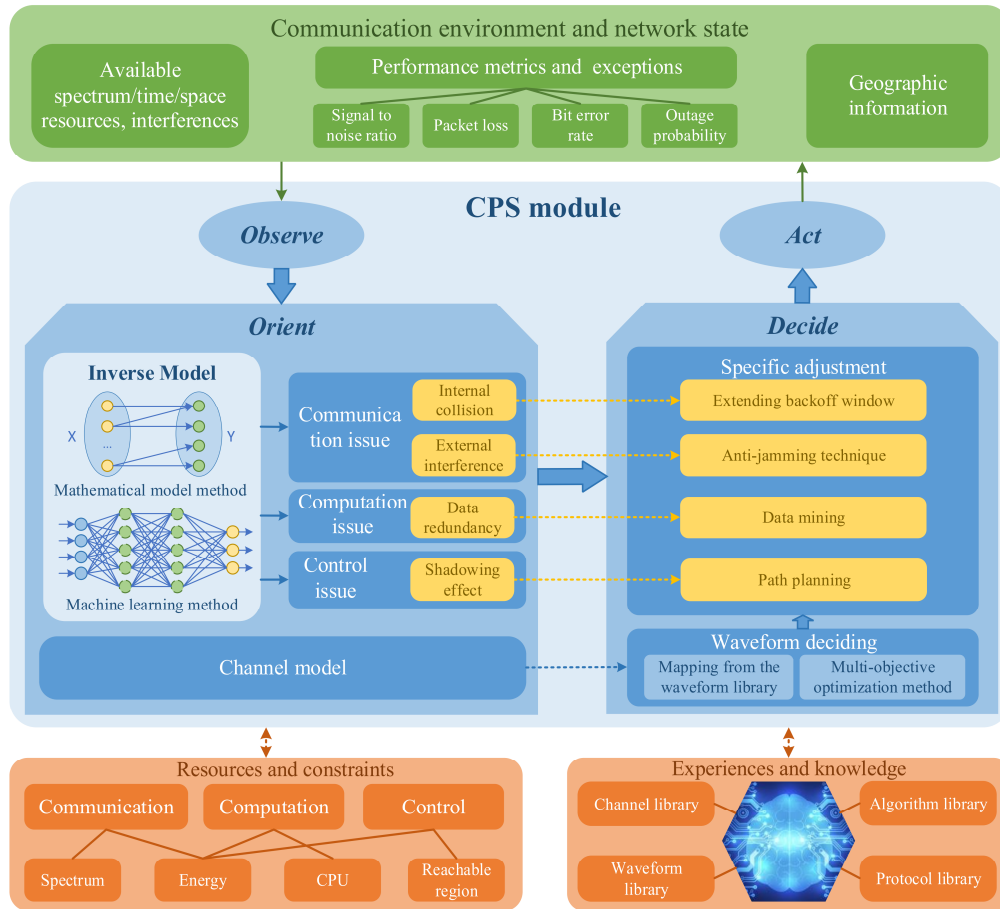 Communication environment and network state
Available
spectrum/time/space
resources, interferences
Performance metrics and exceptions
Signal to
noise ratio
Packet loss
Bit error
rate
Outage
probability
Geographic
information
CPS module
Observe
Act
Orient
Inverse Model
X
...
Y
Mathematical model method
Machine learning method
Communica
tion issue
Internal
collision
External
interference
Computation
issue
Data
redundancy
Control
issue
Shadowing
effect
Channel model
Decide
Specific adjustment
Extending backoff window
Anti-jamming technique
Data mining
Path planning
Waveform deciding
Mapping from the
waveform library
Multi-objective
optimization method
Resources and constraints
Communication
Computation
Control
Spectrum
Energy
CPU
Reachable
region
Experiences and knowledge
Channel library
Algorithm library
Waveform
library
Protocol library